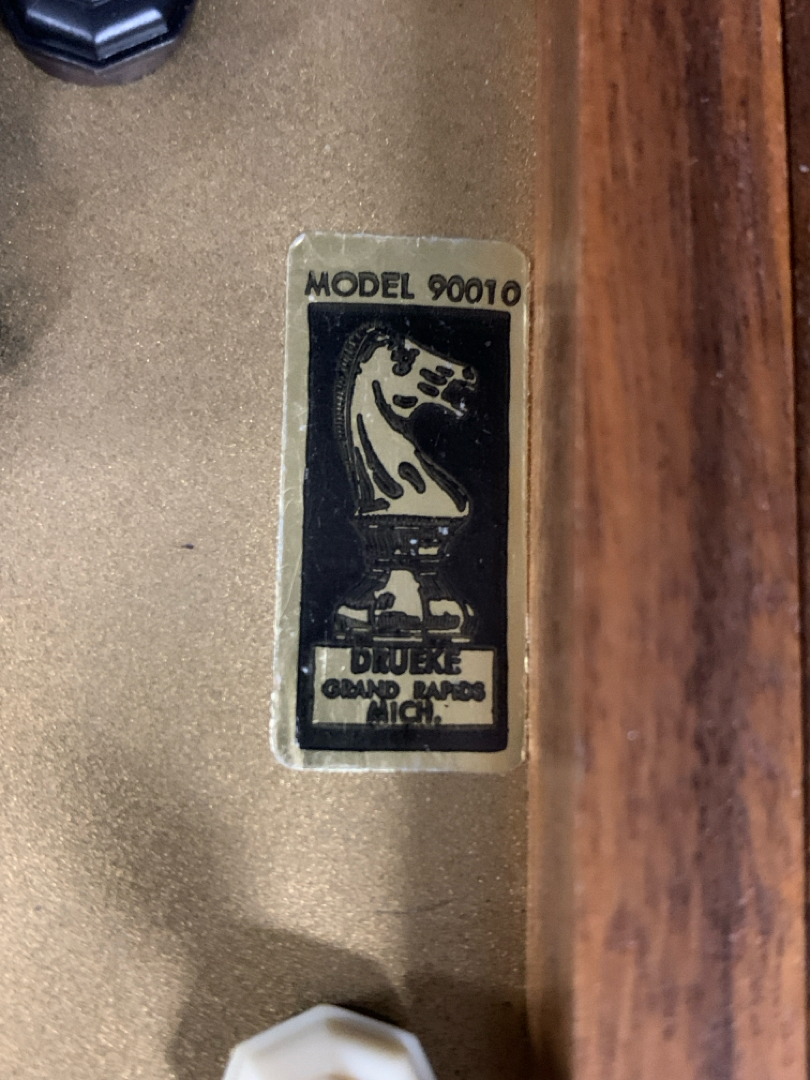 MODEL 90010
DRUEKE
GRAND RAPIDS
MICH.